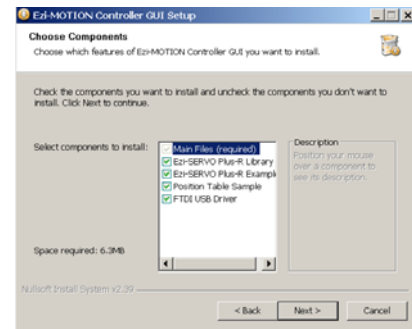 Ezi-MOTION Controller GUI Setup
Choose Components
Choose which features of Ezi-MOTION Controller GUI you want to install.
Check the components you want to install and uncheck the components you don't want to
install. Click Next to continue.
Select components to install:
Main Files (required)
Ezi-SERVO Plus-R Library
Ezi-SERVO Plus-R Exampl
Position Table Sample
FTDI USB Driver
Description
Position your mouse
over a component to
see its description.
Space required: 6.3MB
Nullsoft Install System v2.39
< Back
Next >
Cancel